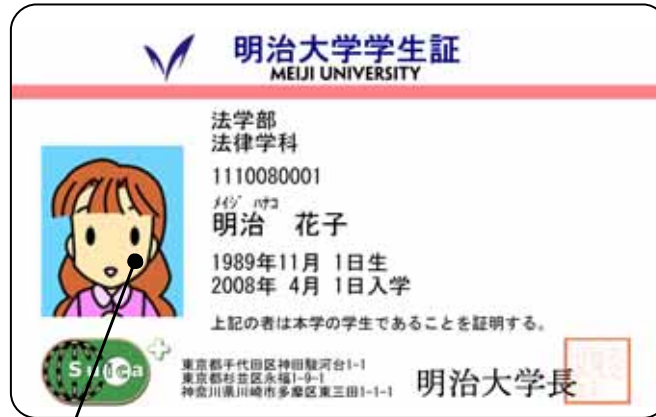 明治大学学生証
MEIJI UNIVERSITY
法学部
法律学科
1110080001
ﾒｲｼﾞ ﾊﾅｺ
明治 花子
1989年11月 1日生
2008年 4月 1日入学
上記の者は本学の学生であることを証明する。
Suica
東京都千代田区神田駿河台1-1
東京都杉並区永福1-9-1
神奈川県川崎市多摩区東三田1-1-1
明治大学長